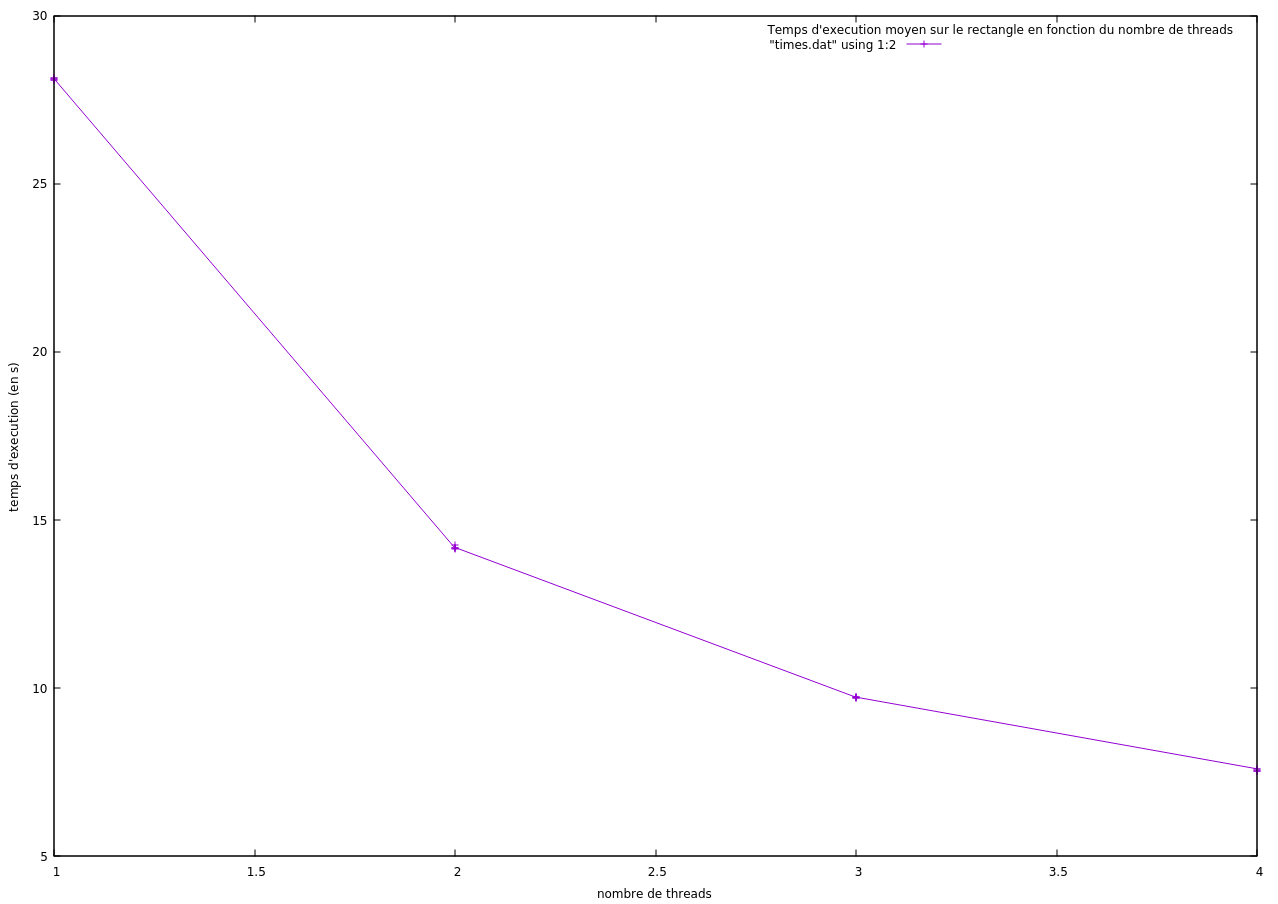 30
Temps d'execution moyen sur le rectangle en fonction du nombre de threads
"times.dat" using 1:2
25
20
temps d'execution (en s)
15
10
5
1 1.5 2 2.5 3 3.5 4
nombre de threads